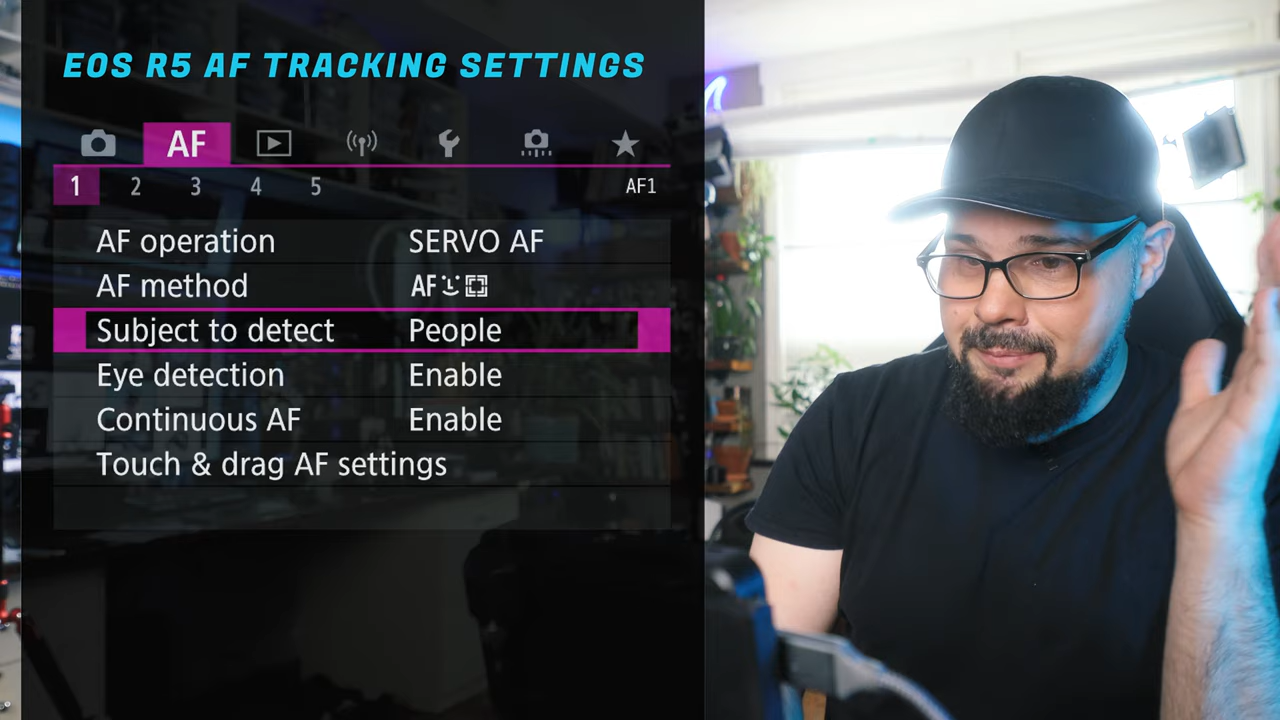 EOS R5 AF TRACKING SETTINGS
AF
1 2 3 4 5 AF1
AF operation SERVO AF
AF method AF
Subject to detect People
Eye detection Enable
Continuous AF Enable
Touch & drag AF settings